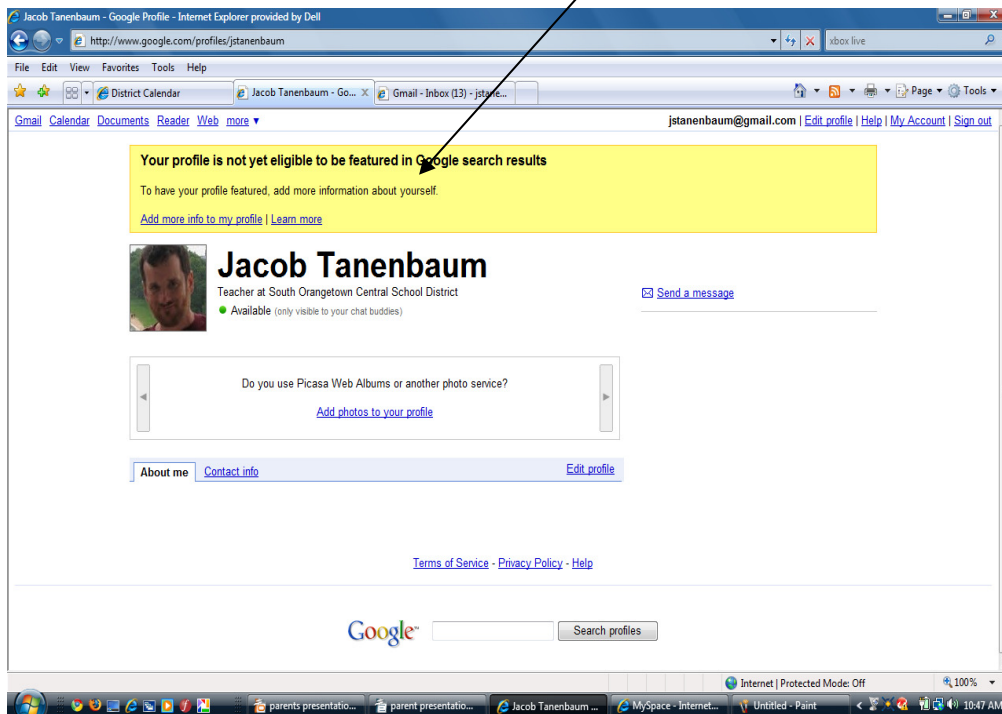 Jacob Tanenbaum - Google Profile - Internet Explorer provided by Dell
http://www.google.com/profiles/jstanenbaum
xbox live
File Edit View Favorites Tools Help
District Calendar Jacob Tanenbaum - Go... X Gmail - Inbox (13) - jstane... Page Tools
Gmail Calendar Documents Reader Web more ▼ jstanenbaum@gmail.com | Edit profile | Help | My Account | Sign out
Your profile is not yet eligible to be featured in Google search results
To have your profile featured, add more information about yourself.
Add more info to my profile | Learn more
Jacob Tanenbaum
Teacher at South Orangetown Central School District
Available (only visible to your chat buddies)
Send a message
Do you use Picasa Web Albums or another photo service?
Add photos to your profile
About me Contact info Edit profile
Terms of Service - Privacy Policy - Help
Google™ Search profiles
Internet | Protected Mode: Off 100%
parents presentatio... parent presentatio... Jacob Tanenbaum ... MySpace - Internet... Untitled - Paint 10:47 AM